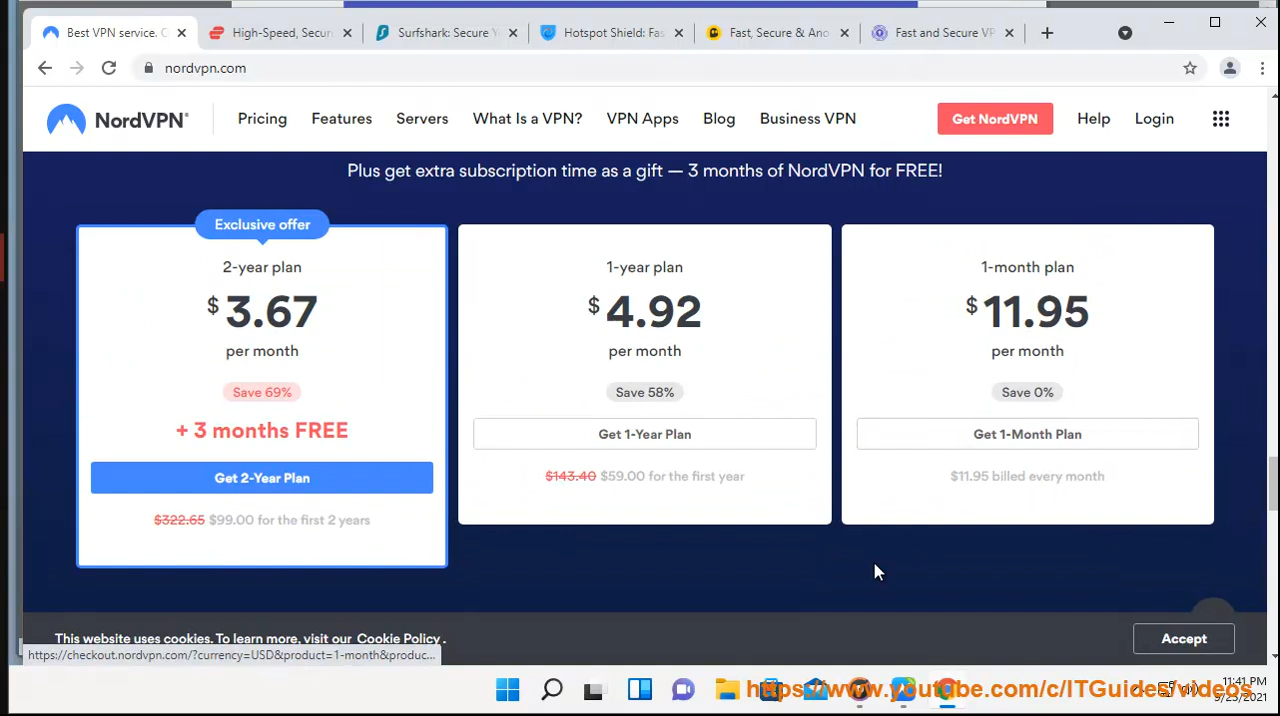 Best VPN service. O
High-Speed, Secur
Surfshark: Secure Y
Hotspot Shield: Fas
Fast, Secure & Ano
Fast and Secure VP
nordvpn.com
NordVPN®
Pricing
Features
Servers
What Is a VPN?
VPN Apps
Blog
Business VPN
Get NordVPN
Help
Login
Plus get extra subscription time as a gift — 3 months of NordVPN for FREE!
Exclusive offer
2-year plan
$ 3.67
per month
Save 69%
+ 3 months FREE
Get 2-Year Plan
$322.65 $99.00 for the first 2 years
1-year plan
$ 4.92
per month
Save 58%
Get 1-Year Plan
$143.40 $59.00 for the first year
1-month plan
$ 11.95
per month
Save 0%
Get 1-Month Plan
$11.95 billed every month
This website uses cookies. To learn more, visit our Cookie Policy .
Accept
https://checkout.nordvpn.com/?currency=USD&product=1-month&produc...
https://www.youtube.com/c/ITGuides/videos
11:41 PM
9/23/2021